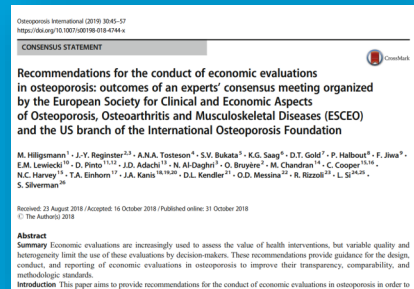 Osteoporosis International (2019) 30:45–57
https://doi.org/10.1007/s00198-018-4744-x
CONSENSUS STATEMENT
CrossMark
Recommendations for the conduct of economic evaluations
in osteoporosis: outcomes of an experts' consensus meeting organized
by the European Society for Clinical and Economic Aspects
of Osteoporosis, Osteoarthritis and Musculoskeletal Diseases (ESCEO)
and the US branch of the International Osteoporosis Foundation
M. Hiligsmann¹ · J.-Y. Reginster²,³ · A.N.A. Tosteson⁴ · S.V. Bukata⁵ · K.G. Saag⁶ · D.T. Gold⁷ · P. Halbout⁸ · F. Jiwa⁹ ·
E.M. Lewiecki¹⁰ · D. Pinto¹¹,¹² · J.D. Adachi¹³ · N. Al-Daghri³ · O. Bruyère² · M. Chandran¹⁴ · C. Cooper¹⁵,¹⁶ ·
N.C. Harvey¹⁵ · T.A. Einhorn¹⁷ · J.A. Kanis¹⁸,¹⁹,²⁰ · D.L. Kendler²¹ · O.D. Messina²² · R. Rizzoli²³ · L. Si²⁴,²⁵ ·
S. Silverman²⁶
Received: 23 August 2018 / Accepted: 16 October 2018 / Published online: 31 October 2018
© The Author(s) 2018
Abstract
Summary Economic evaluations are increasingly used to assess the value of health interventions, but variable quality and
heterogeneity limit the use of these evaluations by decision-makers. These recommendations provide guidance for the design,
conduct, and reporting of economic evaluations in osteoporosis to improve their transparency, comparability, and
methodologic standards.
Introduction This paper aims to provide recommendations for the conduct of economic evaluations in osteoporosis in order to